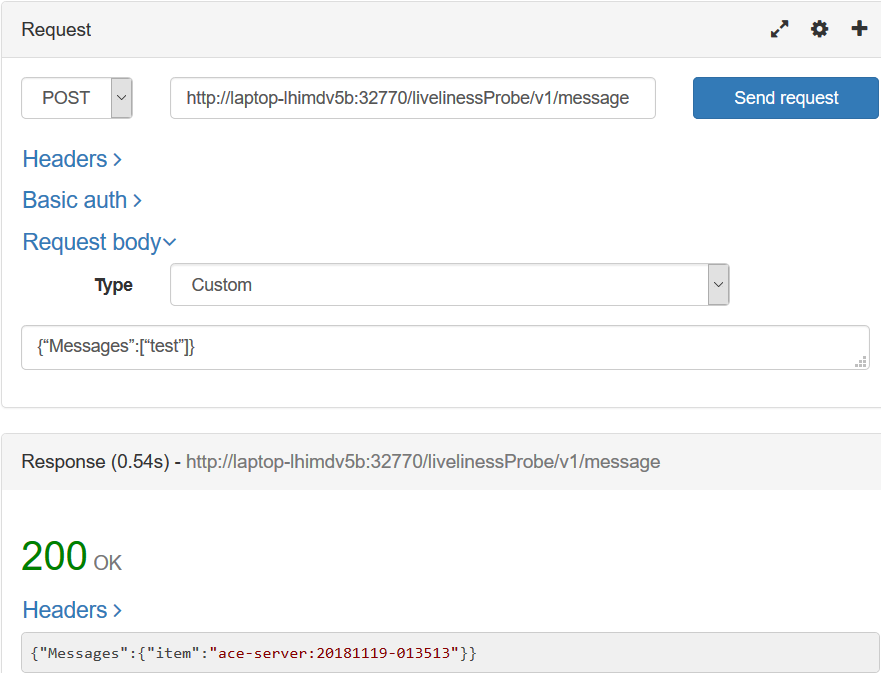 Request
POST http://laptop-lhimdv5b:32770/livelinessProbe/v1/message Send request
Headers
Basic auth
Request body
Type Custom
{“Messages”:[“test”]}
Response (0.54s) - http://laptop-lhimdv5b:32770/livelinessProbe/v1/message
200 OK
Headers
{"Messages":{"item":"ace-server:20181119-013513"}}